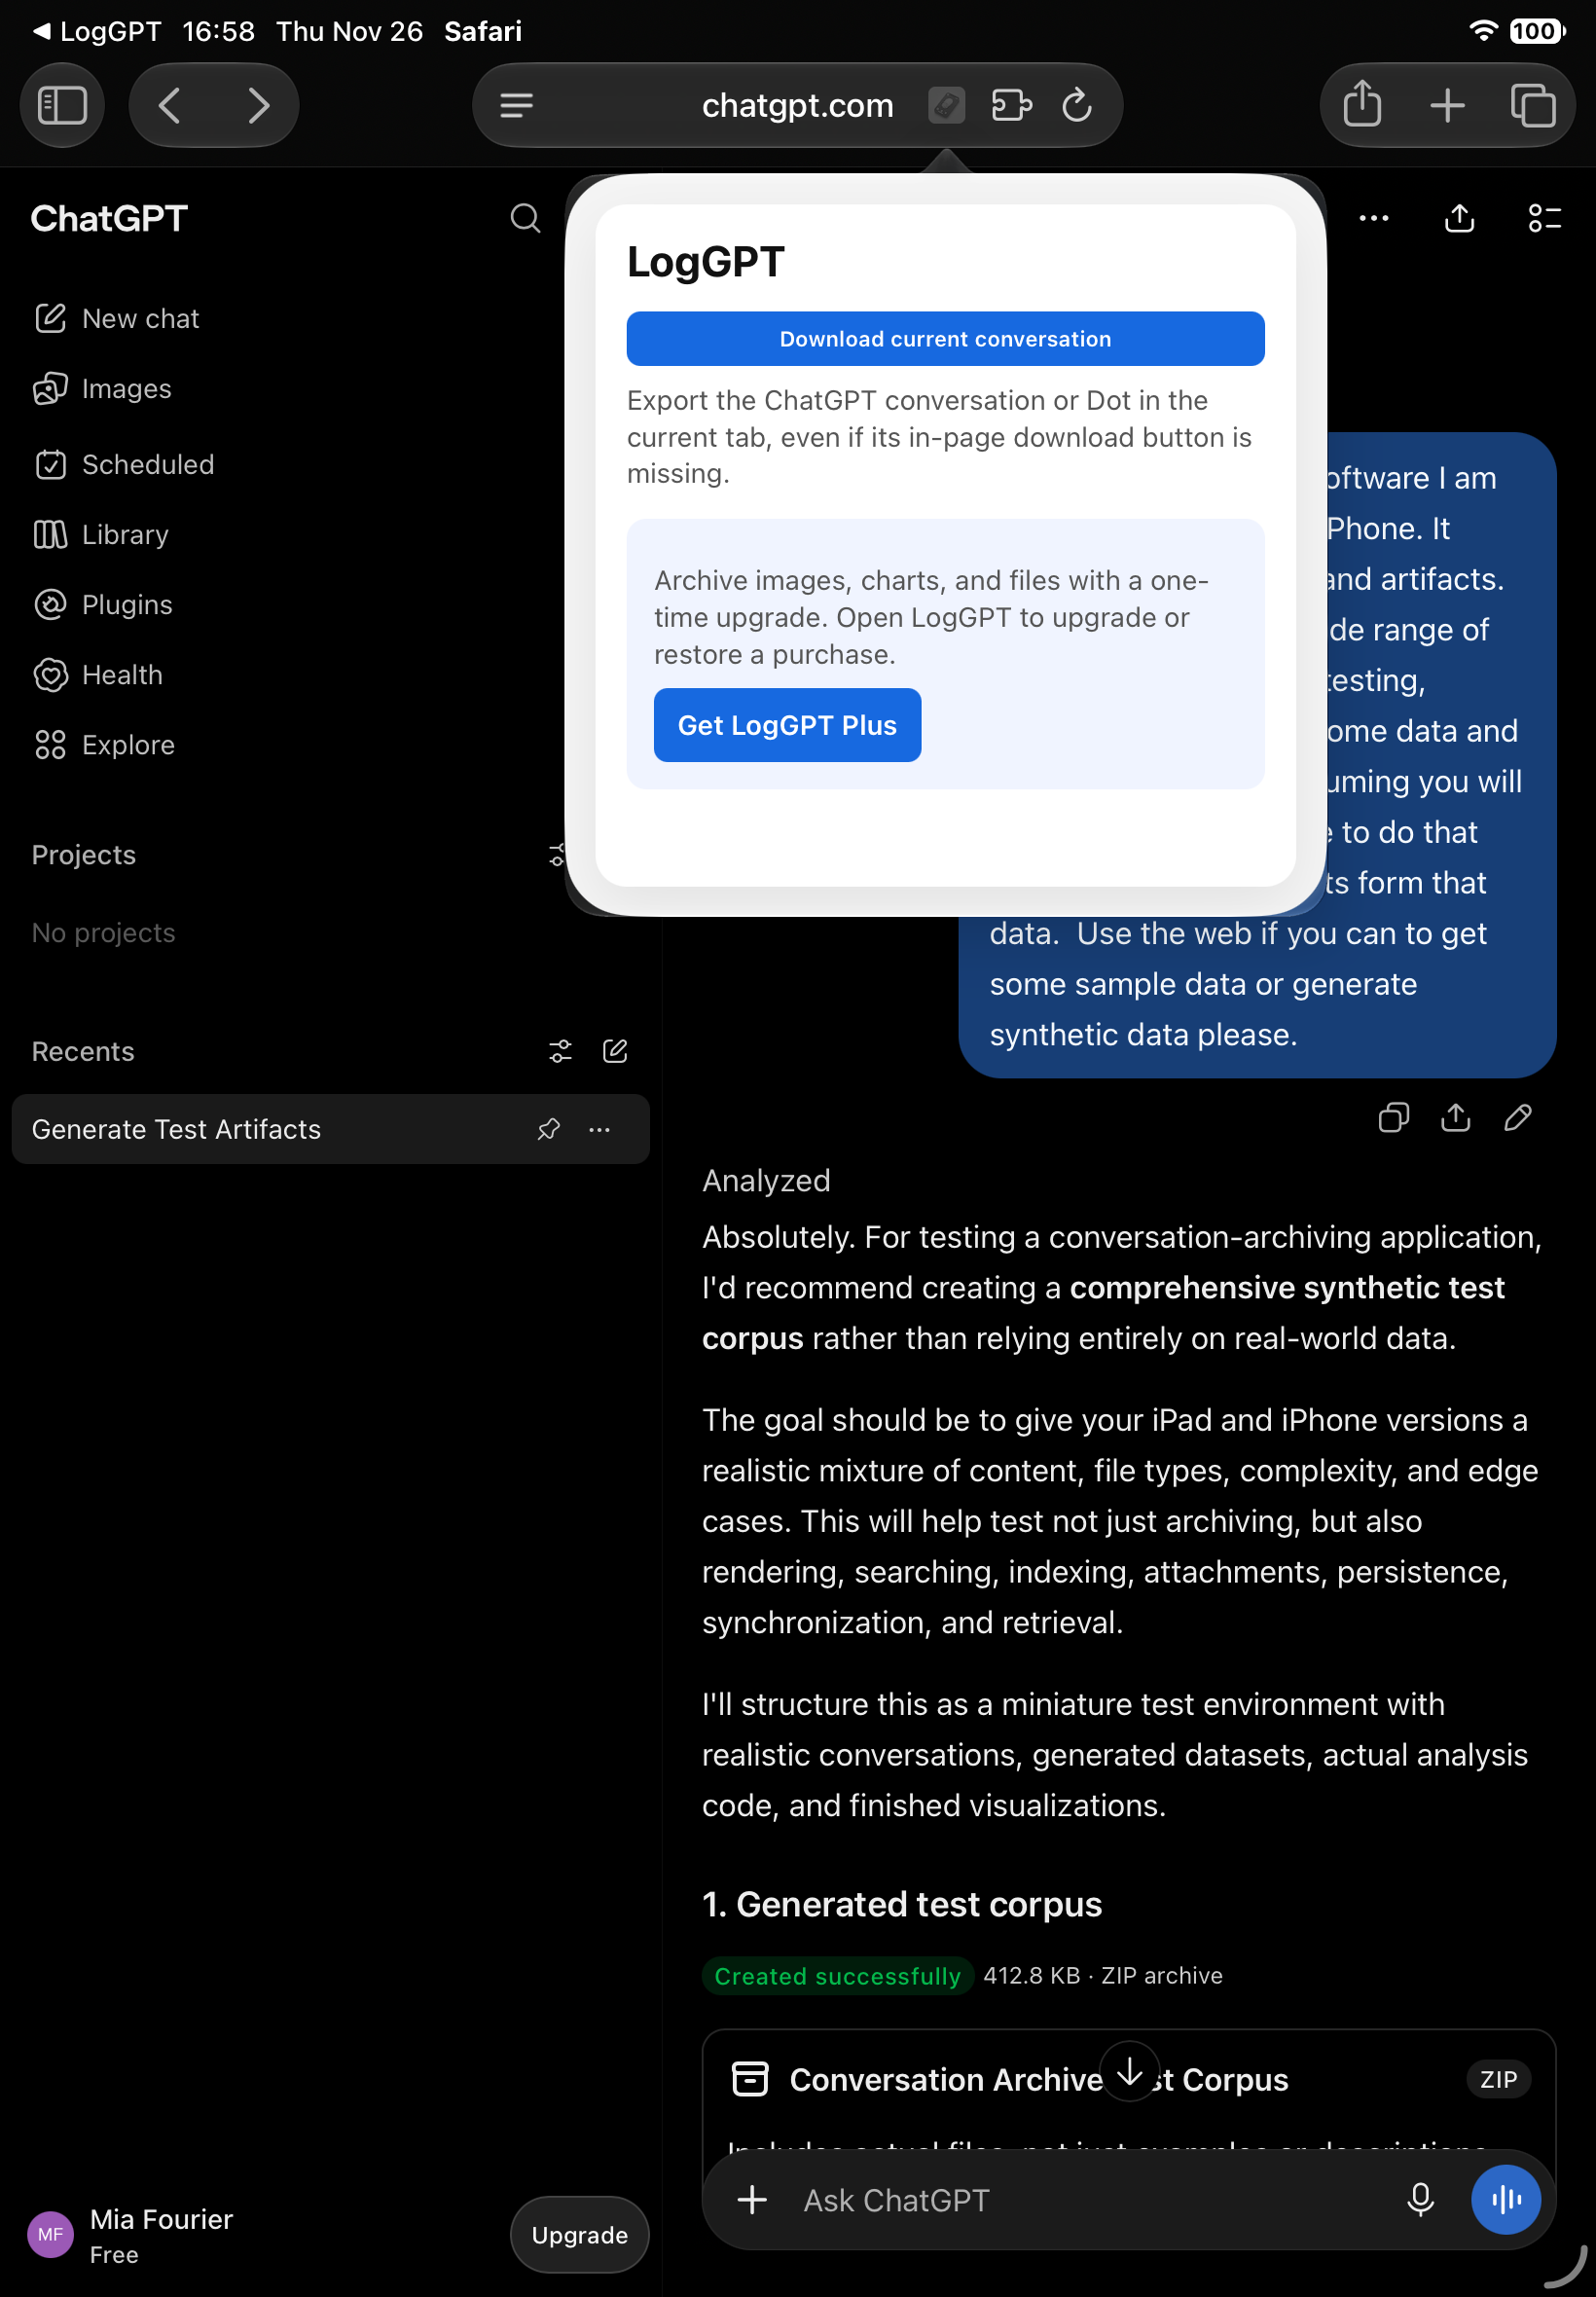 LogGPT 16:58 Thu Nov 26 Safari
100
chatgpt.com
ChatGPT
New chat
Images
Scheduled
Library
Plugins
Health
Explore
Projects
No projects
Recents
Generate Test Artifacts
MF
Mia Fourier
Free
Upgrade
LogGPT
Download current conversation
Export the ChatGPT conversation or Dot in the
current tab, even if its in-page download button is
missing.
Archive images, charts, and files with a one-
time upgrade. Open LogGPT to upgrade or
restore a purchase.
Get LogGPT Plus
I am
It
and artifacts.
range of
testing,
data and
you will
to do that
form that
data. Use the web if you can to get
some sample data or generate
synthetic data please.
Analyzed
Absolutely. For testing a conversation-archiving application,
I'd recommend creating a comprehensive synthetic test
corpus rather than relying entirely on real-world data.
The goal should be to give your iPad and iPhone versions a
realistic mixture of content, file types, complexity, and edge
cases. This will help test not just archiving, but also
rendering, searching, indexing, attachments, persistence,
synchronization, and retrieval.
I'll structure this as a miniature test environment with
realistic conversations, generated datasets, actual analysis
code, and finished visualizations.
1. Generated test corpus
Created successfully 412.8 KB · ZIP archive
Conversation Archive Corpus
ZIP
Ask ChatGPT